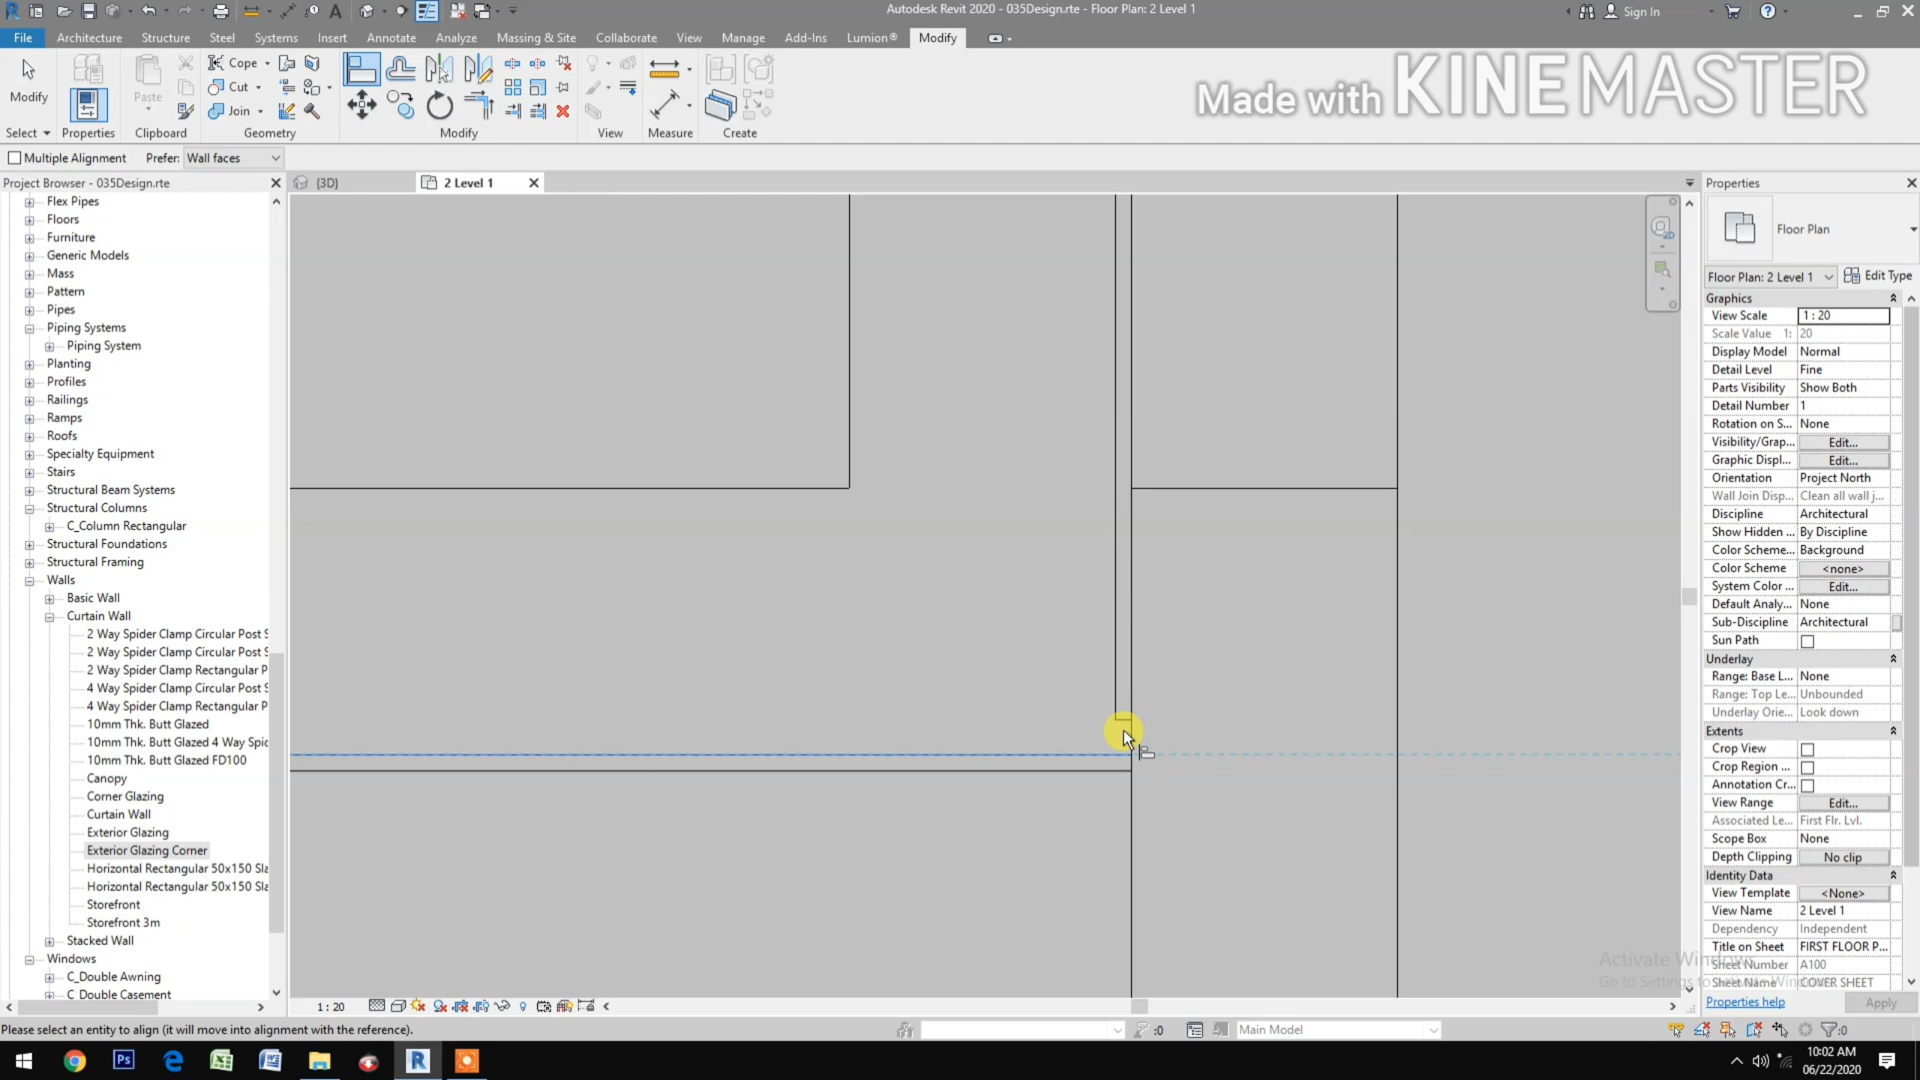 Autodesk Revit 2020 - 035Design.rte - Floor Plan: 2 Level 1
Sign In
File Architecture Structure Steel Systems Insert Annotate Analyze Massing & Site Collaborate View Manage Add-Ins Lumion® Modify
Made with KINEMASTER
Modify
Paste
Cope
Cut
Join
Select Properties Clipboard Geometry Modify View Measure Create
Multiple Alignment Prefer: Wall faces
Project Browser - 035Design.rte
{3D}
2 Level 1
Flex Pipes
Floors
Furniture
Generic Models
Mass
Pattern
Pipes
Piping Systems
Piping System
Planting
Profiles
Railings
Ramps
Roofs
Specialty Equipment
Stairs
Structural Beam Systems
Structural Columns
C_Column Rectangular
Structural Foundations
Structural Framing
Walls
Basic Wall
Curtain Wall
2 Way Spider Clamp Circular Post S
2 Way Spider Clamp Circular Post S
2 Way Spider Clamp Rectangular P
4 Way Spider Clamp Circular Post S
4 Way Spider Clamp Rectangular P
10mm Thk. Butt Glazed
10mm Thk. Butt Glazed 4 Way Spic
10mm Thk. Butt Glazed FD100
Canopy
Corner Glazing
Curtain Wall
Exterior Glazing
Exterior Glazing Corner
Horizontal Rectangular 50x150 Sla
Horizontal Rectangular 50x150 Sla
Storefront
Storefront 3m
Stacked Wall
Windows
C_Double Awning
C_Double Casement
Properties
2D
Floor Plan
Floor Plan: 2 Level 1 Edit Type
Graphics
View Scale 1 : 20
Scale Value 1: 20
Display Model Normal
Detail Level Fine
Parts Visibility Show Both
Detail Number 1
Rotation on S... None
Visibility/Grap... Edit...
Graphic Displ... Edit...
Orientation Project North
Wall Join Disp... Clean all wall j...
Discipline Architectural
Show Hidden ... By Discipline
Color Scheme... Background
Color Scheme <none>
System Color ... Edit...
Default Analy... None
Sub-Discipline Architectural
Sun Path
Underlay
Range: Base L... None
Range: Top Le... Unbounded
Underlay Orie... Look down
Extents
Crop View
Crop Region ...
Annotation Cr...
View Range Edit...
Associated Le... First Flr. Lvl.
Scope Box None
Depth Clipping No clip
Identity Data
View Template <None>
View Name 2 Level 1
Dependency Independent
Title on Sheet FIRST FLOOR P...
Sheet Number A100
Sheet Name COVER SHEET
Activate Windows
Go to Settings to activate Windows.
Properties help Apply
1 : 20
Please select an entity to align (it will move into alignment with the reference).
:0
Main Model
:0
10:02 AM
06/22/2020